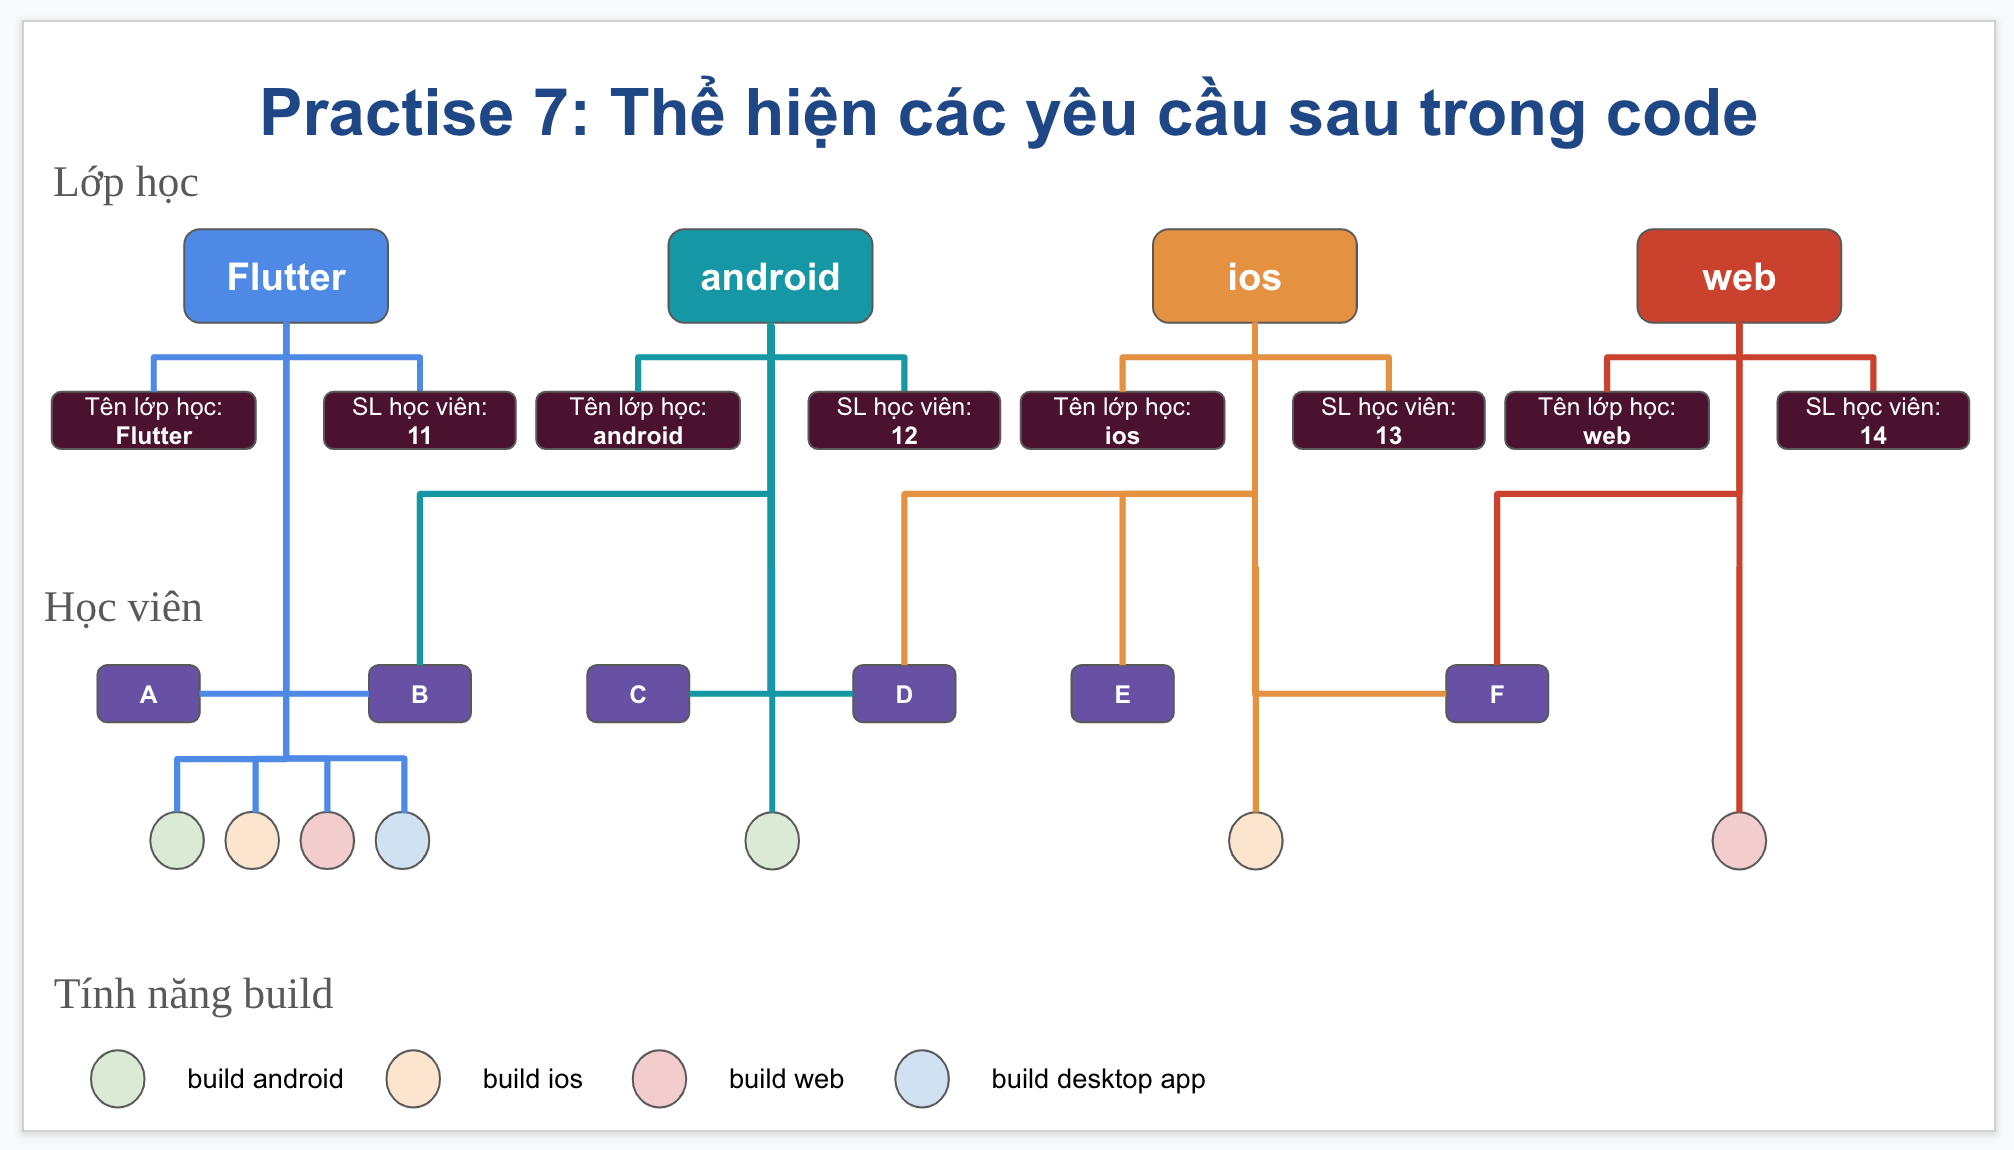 Practise 7: Thể hiện các yêu cầu sau trong code
Lớp học
Flutter
android
ios
web
Tên lớp học:
Flutter
SL học viên:
11
Tên lớp học:
android
SL học viên:
12
Tên lớp học:
ios
SL học viên:
13
Tên lớp học:
web
SL học viên:
14
Học viên
A
B
C
D
E
F
Tính năng build
build android
build ios
build web
build desktop app